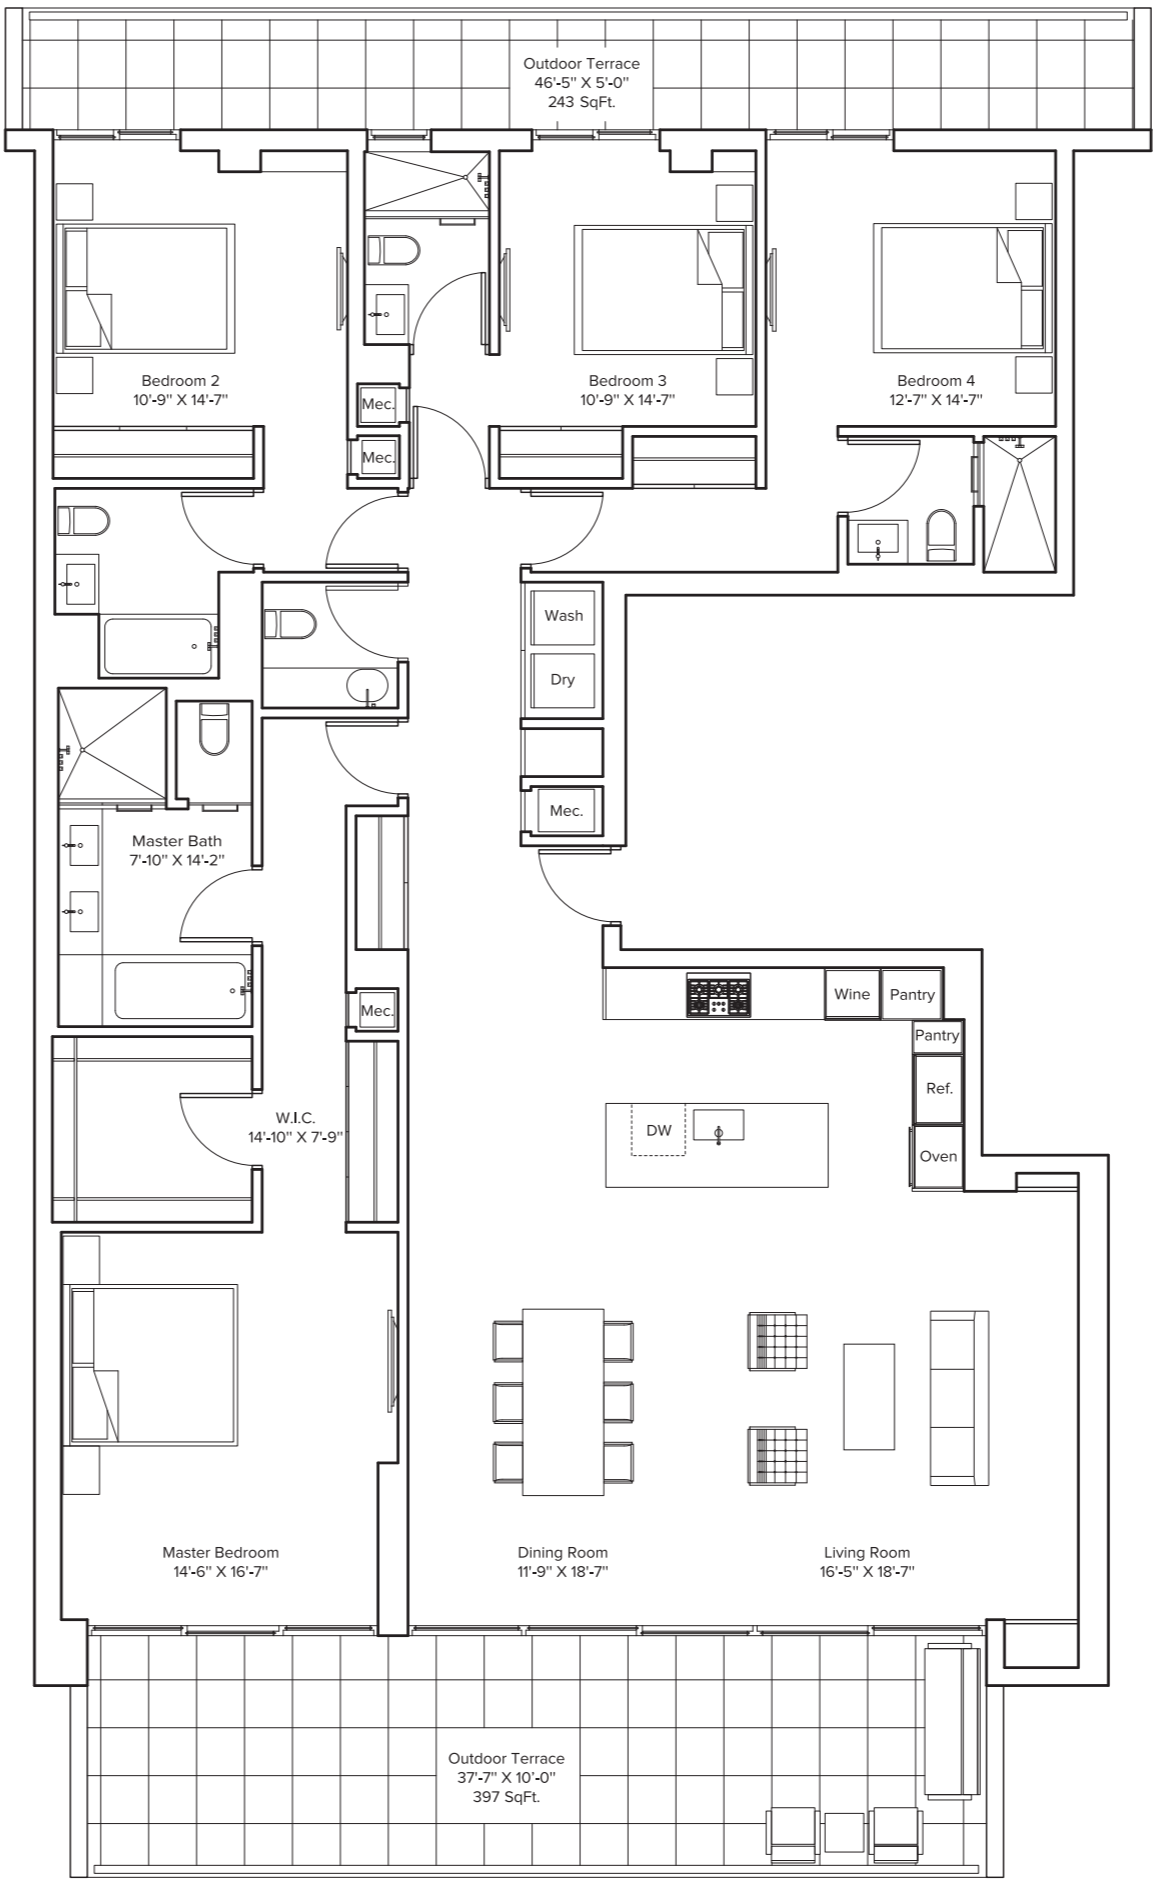 Outdoor Terrace
46'-5" X 5'-0"
243 SqFt.
Bedroom 2
10'-9" X 14'-7"
Mec.
Mec.
Bedroom 3
10'-9" X 14'-7"
Bedroom 4
12'-7" X 14'-7"
Wash
Dry
Mec.
Master Bath
7'-10" X 14'-2"
Wine
Pantry
Pantry
Ref.
Oven
DW
Mec.
W.I.C.
14'-10" X 7'-9"
Master Bedroom
14'-6" X 16'-7"
Dining Room
11'-9" X 18'-7"
Living Room
16'-5" X 18'-7"
Outdoor Terrace
37'-7" X 10'-0"
397 SqFt.